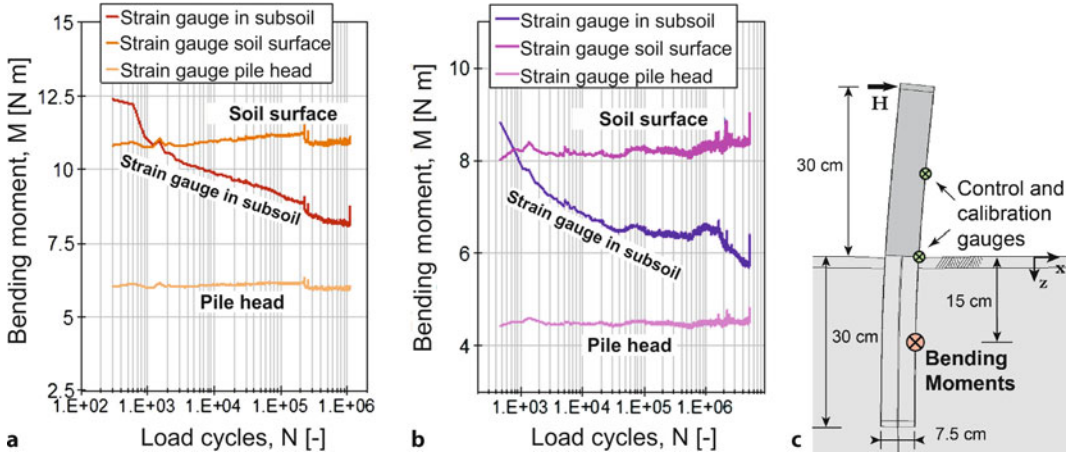 Strain gauge in subsoil
Strain gauge soil surface
Strain gauge pile head
15
12.5
10
7.5
5
2.5
Bending moment, M [N m]
Soil surface
Strain gauge in subsoil
Pile head
1.E+02
1.E+03
1.E+04
1.E+05
1.E+06
Load cycles, N [-]
a
Strain gauge in subsoil
Strain gauge soil surface
Strain gauge pile head
10
8
6
4
Bending moment, M [N m]
Soil surface
Strain gauge in subsoil
Pile head
1.E+03
1.E+04
1.E+05
1.E+06
Load cycles, N [-]
b
H
30 cm
Control and
calibration
gauges
x
z
15 cm
30 cm
Bending
Moments
7.5 cm
c